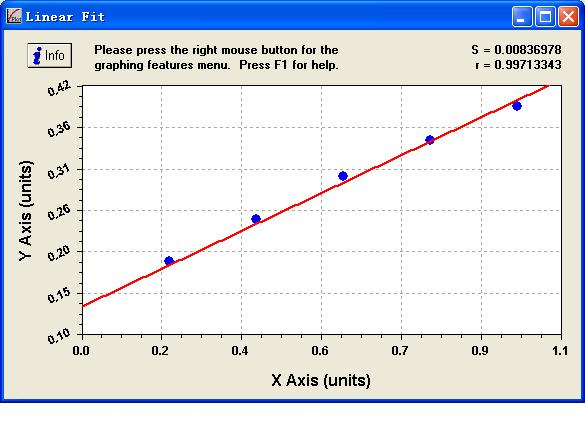 Linear Fit
Info
Please press the right mouse button for the
graphing features menu.  Press F1 for help.
S = 0.00836978
r = 0.99713343
0.42
0.36
0.31
0.26
0.20
0.15
0.10
Y Axis (units)
0.0 0.2 0.4 0.6 0.7 0.9 1.1
X Axis (units)